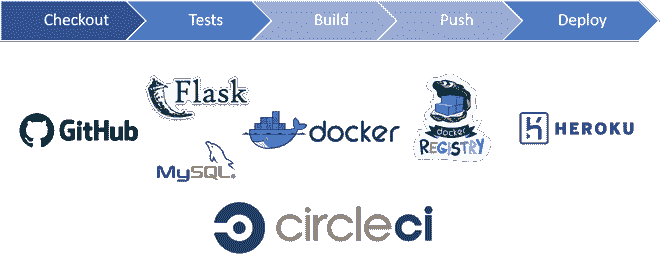 Checkout Tests Build Push Deploy
Flask
GitHub
docker
docker
REGISTRY
HEROKU
MySQL
circleci